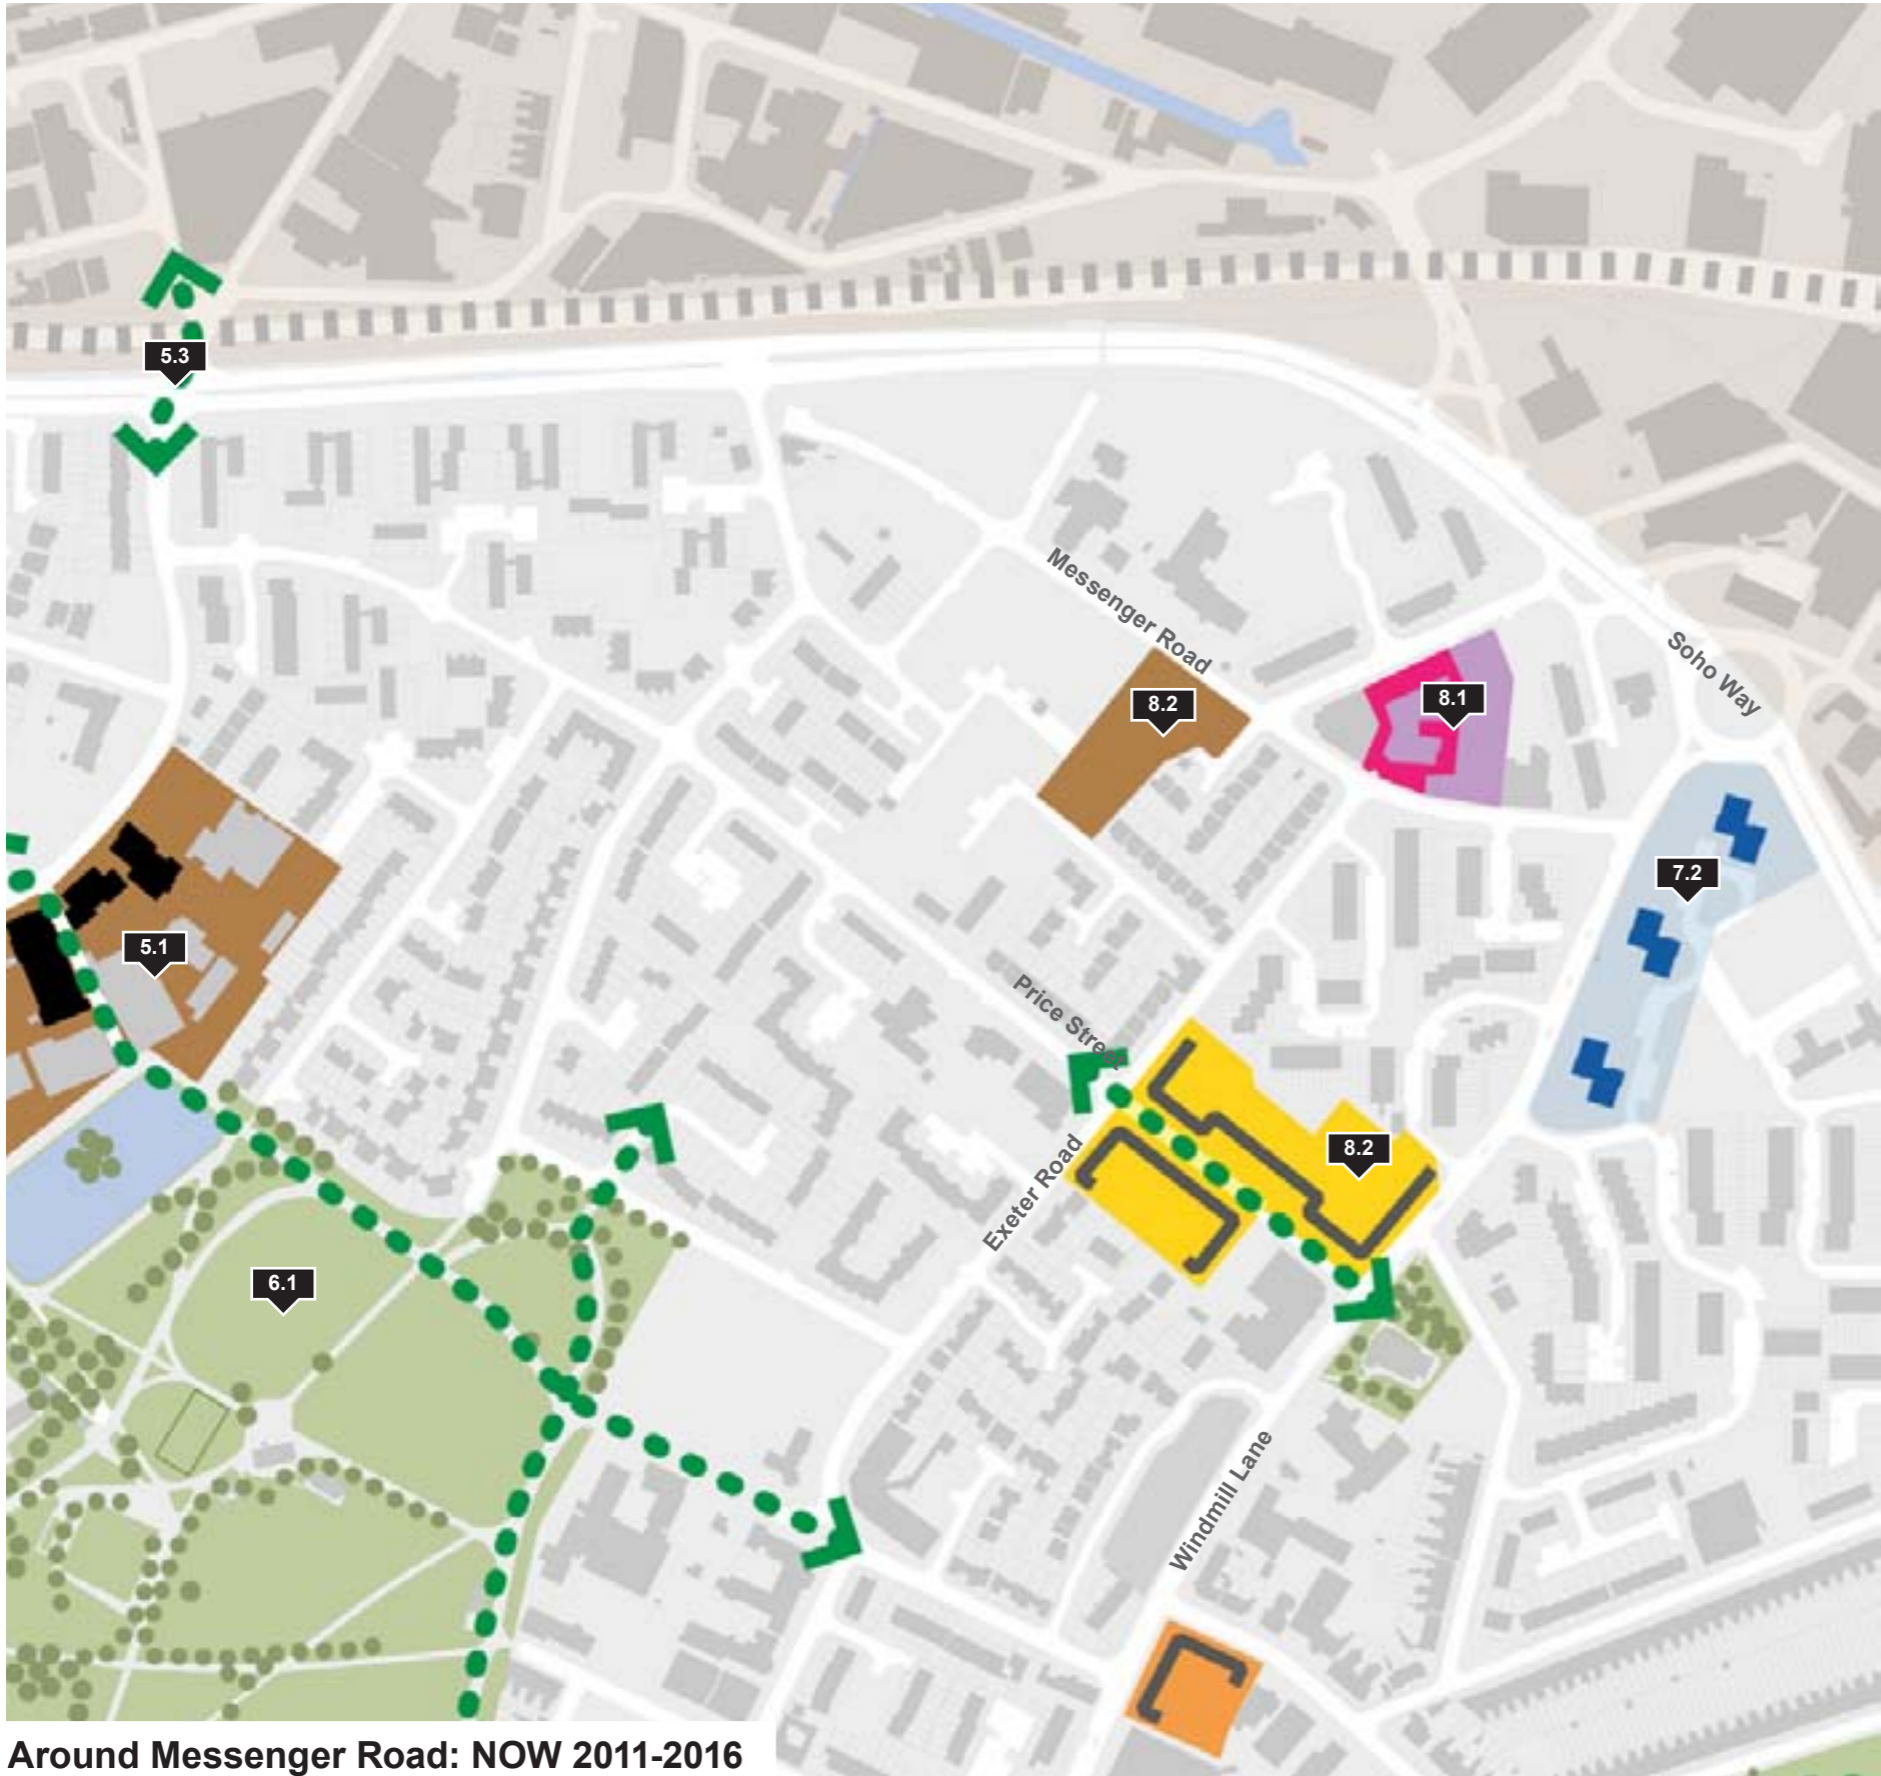 5.3
Messenger Road
Soho Way
8.2
8.1
7.2
5.1
Price Street
8.2
Exeter Road
6.1
Windmill Lane
Around Messenger Road: NOW 2011-2016